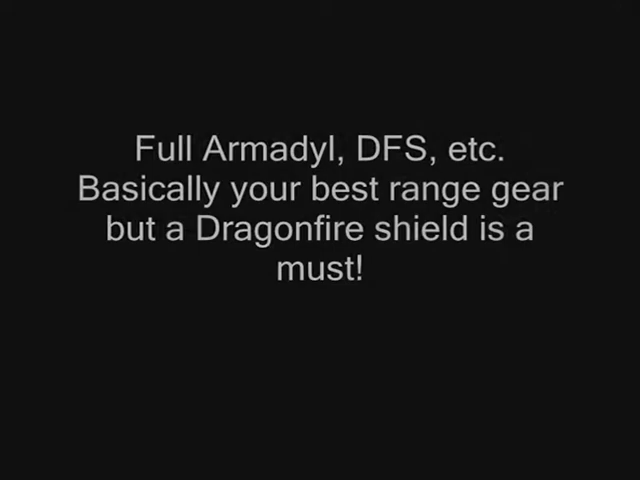 Full Armadyl, DFS, etc.
Basically your best range gear
but a Dragonfire shield is a
must!